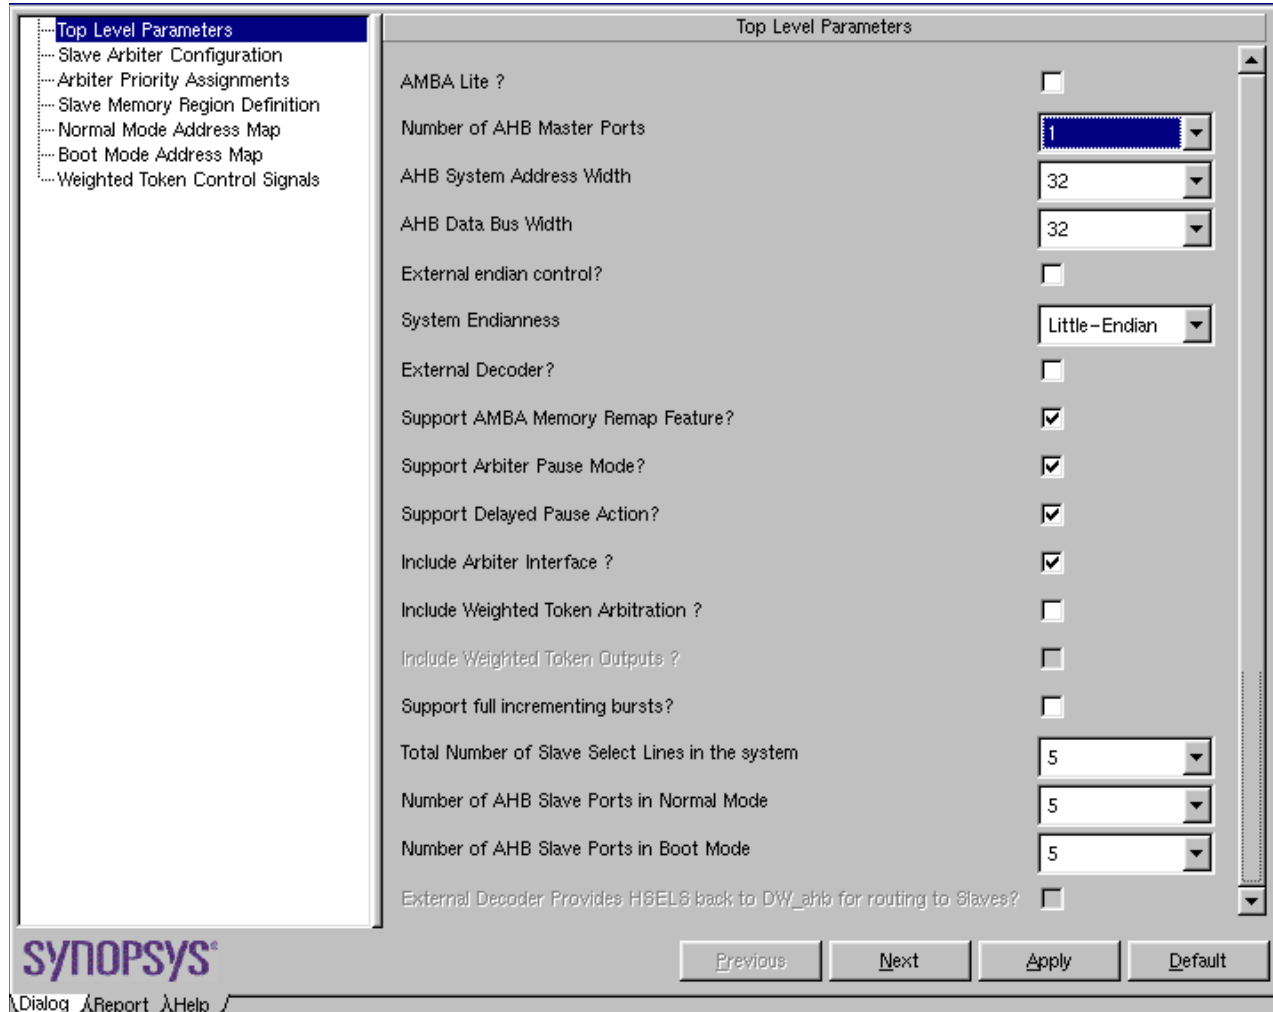 Top Level Parameters
Slave Arbiter Configuration
Arbiter Priority Assignments
Slave Memory Region Definition
Normal Mode Address Map
Boot Mode Address Map
Weighted Token Control Signals
Top Level Parameters
AMBA Lite ?
Number of AHB Master Ports 1
AHB System Address Width 32
AHB Data Bus Width 32
External endian control?
System Endianness Little-Endian
External Decoder?
Support AMBA Memory Remap Feature?
Support Arbiter Pause Mode?
Support Delayed Pause Action?
Include Arbiter Interface ?
Include Weighted Token Arbitration ?
Include Weighted Token Outputs ?
Support full incrementing bursts?
Total Number of Slave Select Lines in the system 5
Number of AHB Slave Ports in Normal Mode 5
Number of AHB Slave Ports in Boot Mode 5
External Decoder Provides HSELS back to DW_ahb for routing to Slaves?
SYNOPSYS®
Previous Next Apply Default
Dialog Report Help